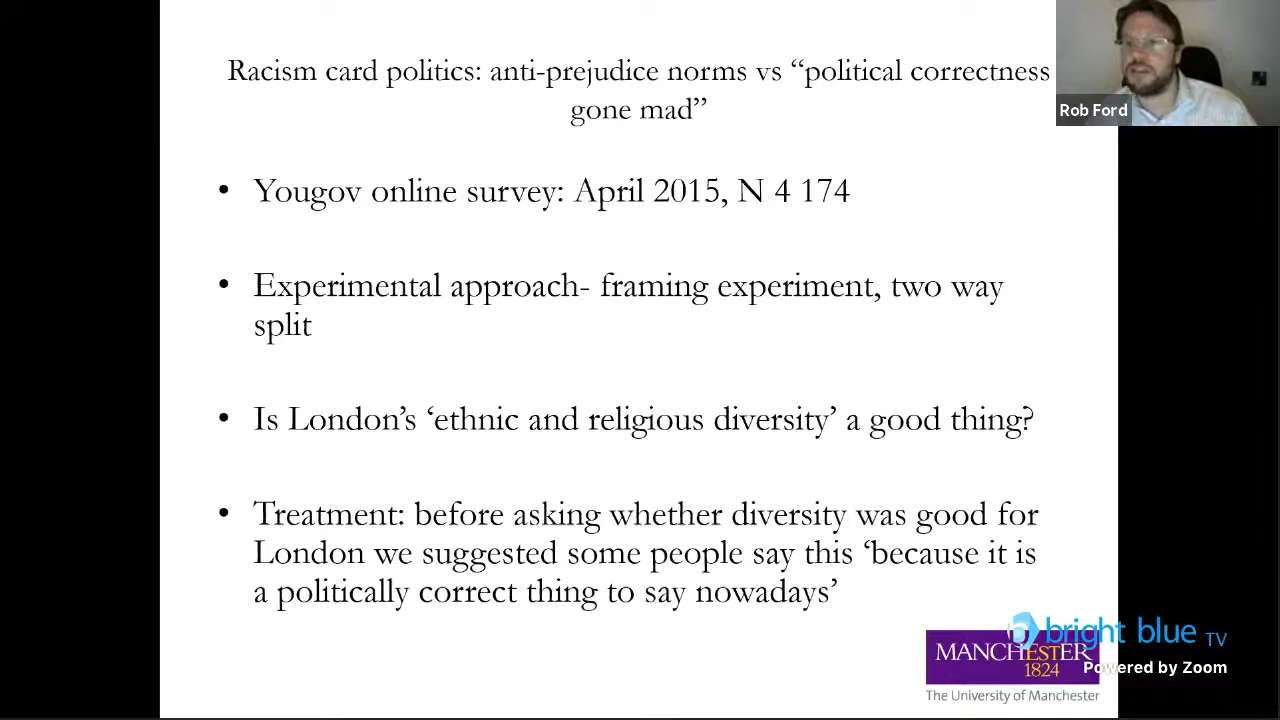 Racism card politics: anti-prejudice norms vs “political correctness
gone mad”
Rob Ford
• Yougov online survey: April 2015, N 4 174
• Experimental approach- framing experiment, two way
split
• Is London’s ‘ethnic and religious diversity’ a good thing?
• Treatment: before asking whether diversity was good for
London we suggested some people say this ‘because it is
a politically correct thing to say nowadays’
bright blue TV
MANCHESTER
1824
Powered by Zoom
The University of Manchester